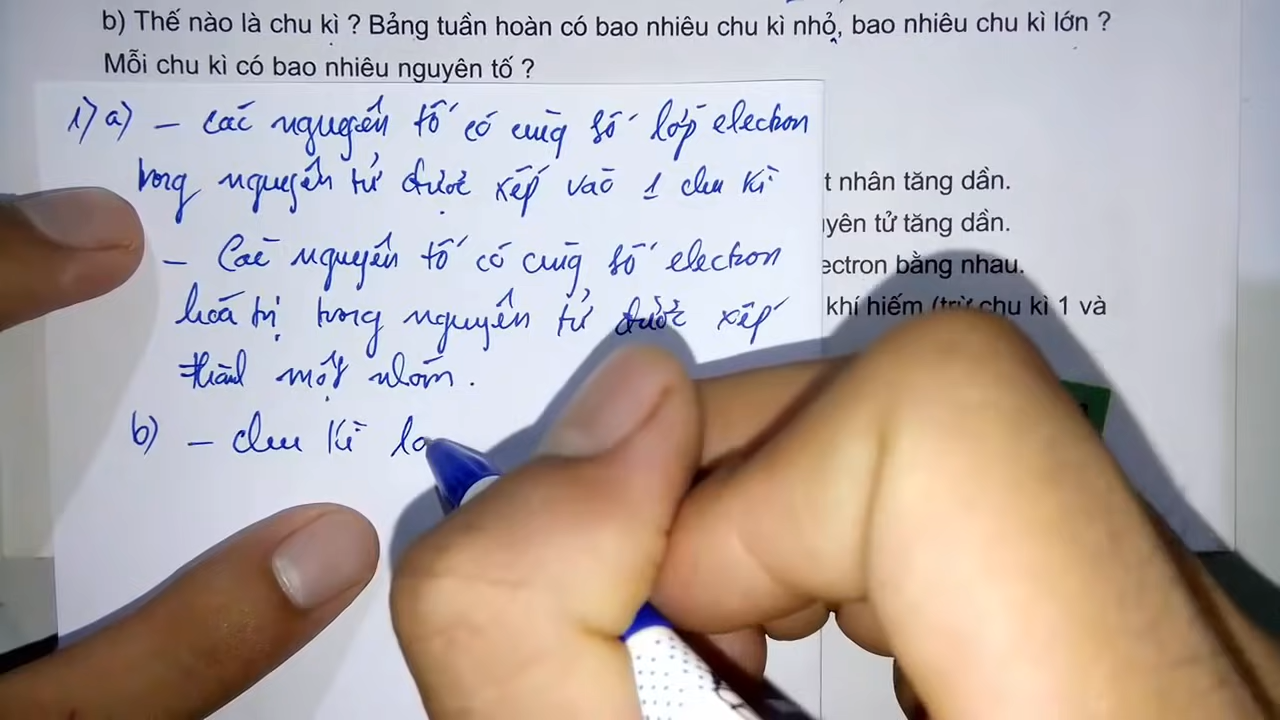 b) Thế nào là chu kì ? Bảng tuần hoàn có bao nhiêu chu kì nhỏ, bao nhiêu chu kì lớn ?
Mỗi chu kì có bao nhiêu nguyên tố ?
1) a) – Các nguyên tố có cùng số lớp electron
trong nguyên tử được xếp vào 1 chu kì
– Các nguyên tố có cùng số electron
hoá trị trong nguyên tử được xếp
thành một nhóm.
b) – chu kì là
t nhân tăng dần.
yên tử tăng dần.
ectron bằng nhau.
khí hiếm (trừ chu kì 1 và